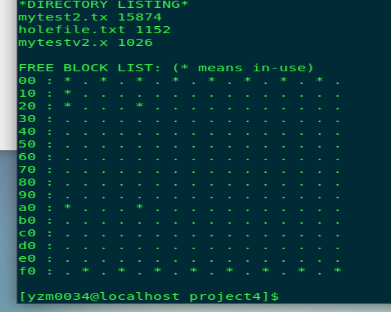 *DIRECTORY LISTING*
mytest2.tx 15874
holefile.txt 1152
mytestv2.x 1026
FREE BLOCK LIST: (* means in-use)
00 : * . * . * . * . * . * . * . * .
10 : * . . . . . . . . . . . . . . .
20 : * . . . * . . . . . . . . . . .
30 : . . . . . . . . . . . . . . . .
40 : . . . . . . . . . . . . . . . .
50 : . . . . . . . . . . . . . . . .
60 : . . . . . . . . . . . . . . . .
70 : . . . . . . . . . . . . . . . .
80 : . . . . . . . . . . . . . . . .
90 : . . . . . . . . . . . . . . . .
a0 : * . . . * . . . . . . . . . . .
b0 : . . . . . . . . . . . . . . . .
c0 : . . . . . . . . . . . . . . . .
d0 : . . . . . . . . . . . . . . . .
e0 : . . . . . . . . . . . . . . . .
f0 : . * . * . * . * . * . * . * . *
[yzm0034@localhost project4]$